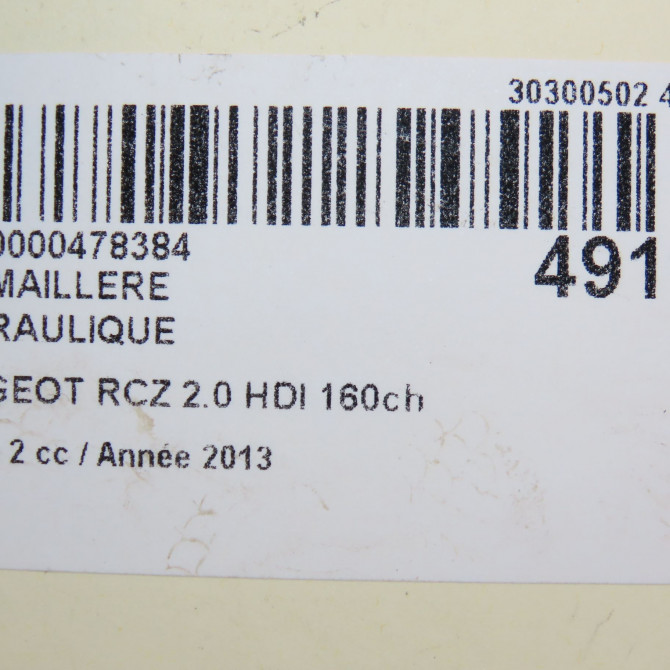 30300502 4
0000478384
491
MAILLERE
RAULIQUE
GEOT RCZ 2.0 HDI 160ch
2 cc / Année 2013